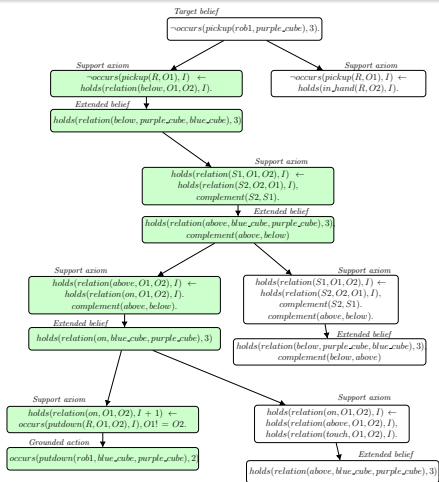 Target belief
¬occurs(pickup(rob1, purple_cube), 3).
Support axiom
¬occurs(pickup(R, O1), I) ←
holds(relation(below, O1, O2), I).
Support axiom
¬occurs(pickup(R, O1), I) ←
holds(in_hand(R, O2), I).
Extended belief
holds(relation(below, purple_cube, blue_cube), 3)
Support axiom
holds(relation(S1, O1, O2), I) ←
holds(relation(S2, O2, O1), I),
complement(S2, S1).
Extended belief
holds(relation(above, blue_cube, purple_cube), 3)
complement(above, below)
Support axiom
holds(relation(above, O1, O2), I) ←
holds(relation(on, O1, O2), I).
complement(above, below).
Support axiom
holds(relation(S1, O1, O2), I) ←
holds(relation(S2, O2, O1), I),
complement(S2, S1).
complement(above, below).
Extended belief
holds(relation(on, blue_cube, purple_cube), 3)
Extended belief
holds(relation(below, purple_cube, blue_cube), 3)
complement(below, above)
Support axiom
holds(relation(on, O1, O2), I + 1) ←
occurs(putdown(R, O1, O2), I), O1! = O2.
Support axiom
holds(relation(on, O1, O2), I) ←
holds(relation(above, O1, O2), I),
holds(relation(touch, O1, O2), I).
Grounded action
occurs(putdown(rob1, blue_cube, purple_cube), 2)
Extended belief
holds(relation(above, blue_cube, purple_cube), 3)